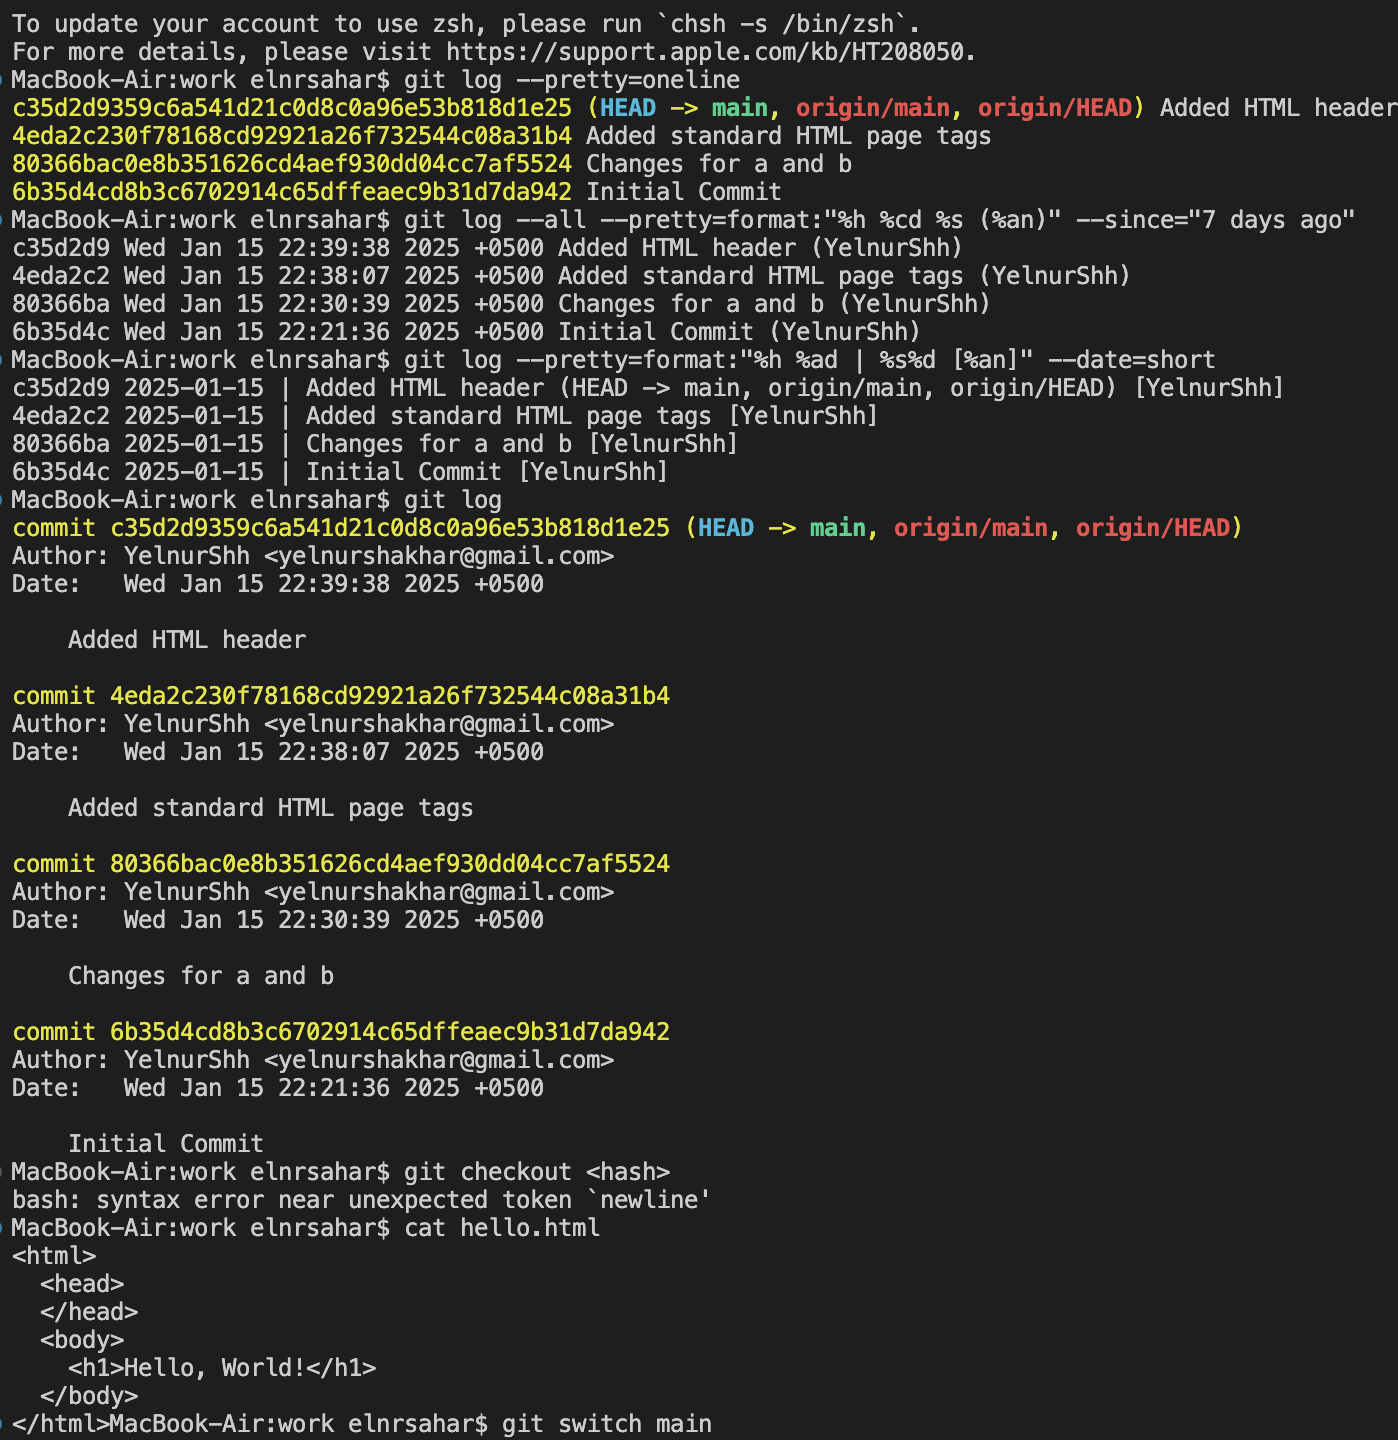 To update your account to use zsh, please run `chsh -s /bin/zsh`.
For more details, please visit https://support.apple.com/kb/HT208050.
MacBook-Air:work elnrsahar$ git log --pretty=oneline
c35d2d9359c6a541d21c0d8c0a96e53b818d1e25 (HEAD -> main, origin/main, origin/HEAD) Added HTML header
4eda2c230f78168cd92921a26f732544c08a31b4 Added standard HTML page tags
80366bac0e8b351626cd4aef930dd04cc7af5524 Changes for a and b
6b35d4cd8b3c6702914c65dffeaec9b31d7da942 Initial Commit
MacBook-Air:work elnrsahar$ git log --all --pretty=format:"%h %cd %s (%an)" --since="7 days ago"
c35d2d9 Wed Jan 15 22:39:38 2025 +0500 Added HTML header (YelnurShh)
4eda2c2 Wed Jan 15 22:38:07 2025 +0500 Added standard HTML page tags (YelnurShh)
80366ba Wed Jan 15 22:30:39 2025 +0500 Changes for a and b (YelnurShh)
6b35d4c Wed Jan 15 22:21:36 2025 +0500 Initial Commit (YelnurShh)
MacBook-Air:work elnrsahar$ git log --pretty=format:"%h %ad | %s%d [%an]" --date=short
c35d2d9 2025-01-15 | Added HTML header (HEAD -> main, origin/main, origin/HEAD) [YelnurShh]
4eda2c2 2025-01-15 | Added standard HTML page tags [YelnurShh]
80366ba 2025-01-15 | Changes for a and b [YelnurShh]
6b35d4c 2025-01-15 | Initial Commit [YelnurShh]
MacBook-Air:work elnrsahar$ git log
commit c35d2d9359c6a541d21c0d8c0a96e53b818d1e25 (HEAD -> main, origin/main, origin/HEAD)
Author: YelnurShh <yelnurshakhar@gmail.com>
Date:   Wed Jan 15 22:39:38 2025 +0500
    Added HTML header
commit 4eda2c230f78168cd92921a26f732544c08a31b4
Author: YelnurShh <yelnurshakhar@gmail.com>
Date:   Wed Jan 15 22:38:07 2025 +0500
    Added standard HTML page tags
commit 80366bac0e8b351626cd4aef930dd04cc7af5524
Author: YelnurShh <yelnurshakhar@gmail.com>
Date:   Wed Jan 15 22:30:39 2025 +0500
    Changes for a and b
commit 6b35d4cd8b3c6702914c65dffeaec9b31d7da942
Author: YelnurShh <yelnurshakhar@gmail.com>
Date:   Wed Jan 15 22:21:36 2025 +0500
    Initial Commit
MacBook-Air:work elnrsahar$ git checkout <hash>
bash: syntax error near unexpected token `newline'
MacBook-Air:work elnrsahar$ cat hello.html
<html>
  <head>
  </head>
  <body>
    <h1>Hello, World!</h1>
  </body>
</html>MacBook-Air:work elnrsahar$ git switch main